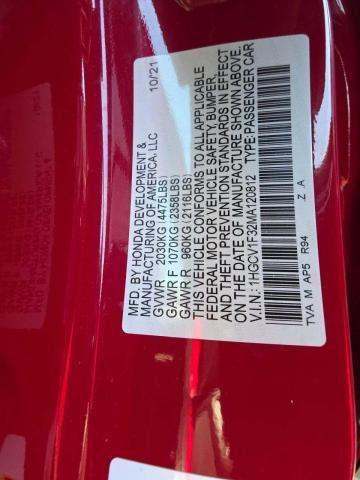 MFD. BY HONDA DEVELOPMENT & 10/21
MANUFACTURING OF AMERICA, LLC
GVWR 2030KG (4475LBS)
GAWR F 1070KG (2358LBS)
GAWR R 960KG (2116LBS)
THIS VEHICLE CONFORMS TO ALL APPLICABLE
FEDERAL MOTOR VEHICLE SAFETY, BUMPER,
AND THEFT PREVENTION STANDARDS IN EFFECT
ON THE DATE OF MANUFACTURE SHOWN ABOVE.
V.I.N.: 1HGCV1F32MA120812 TYPE: PASSENGER CAR
TVA M AP5 R94 Z A